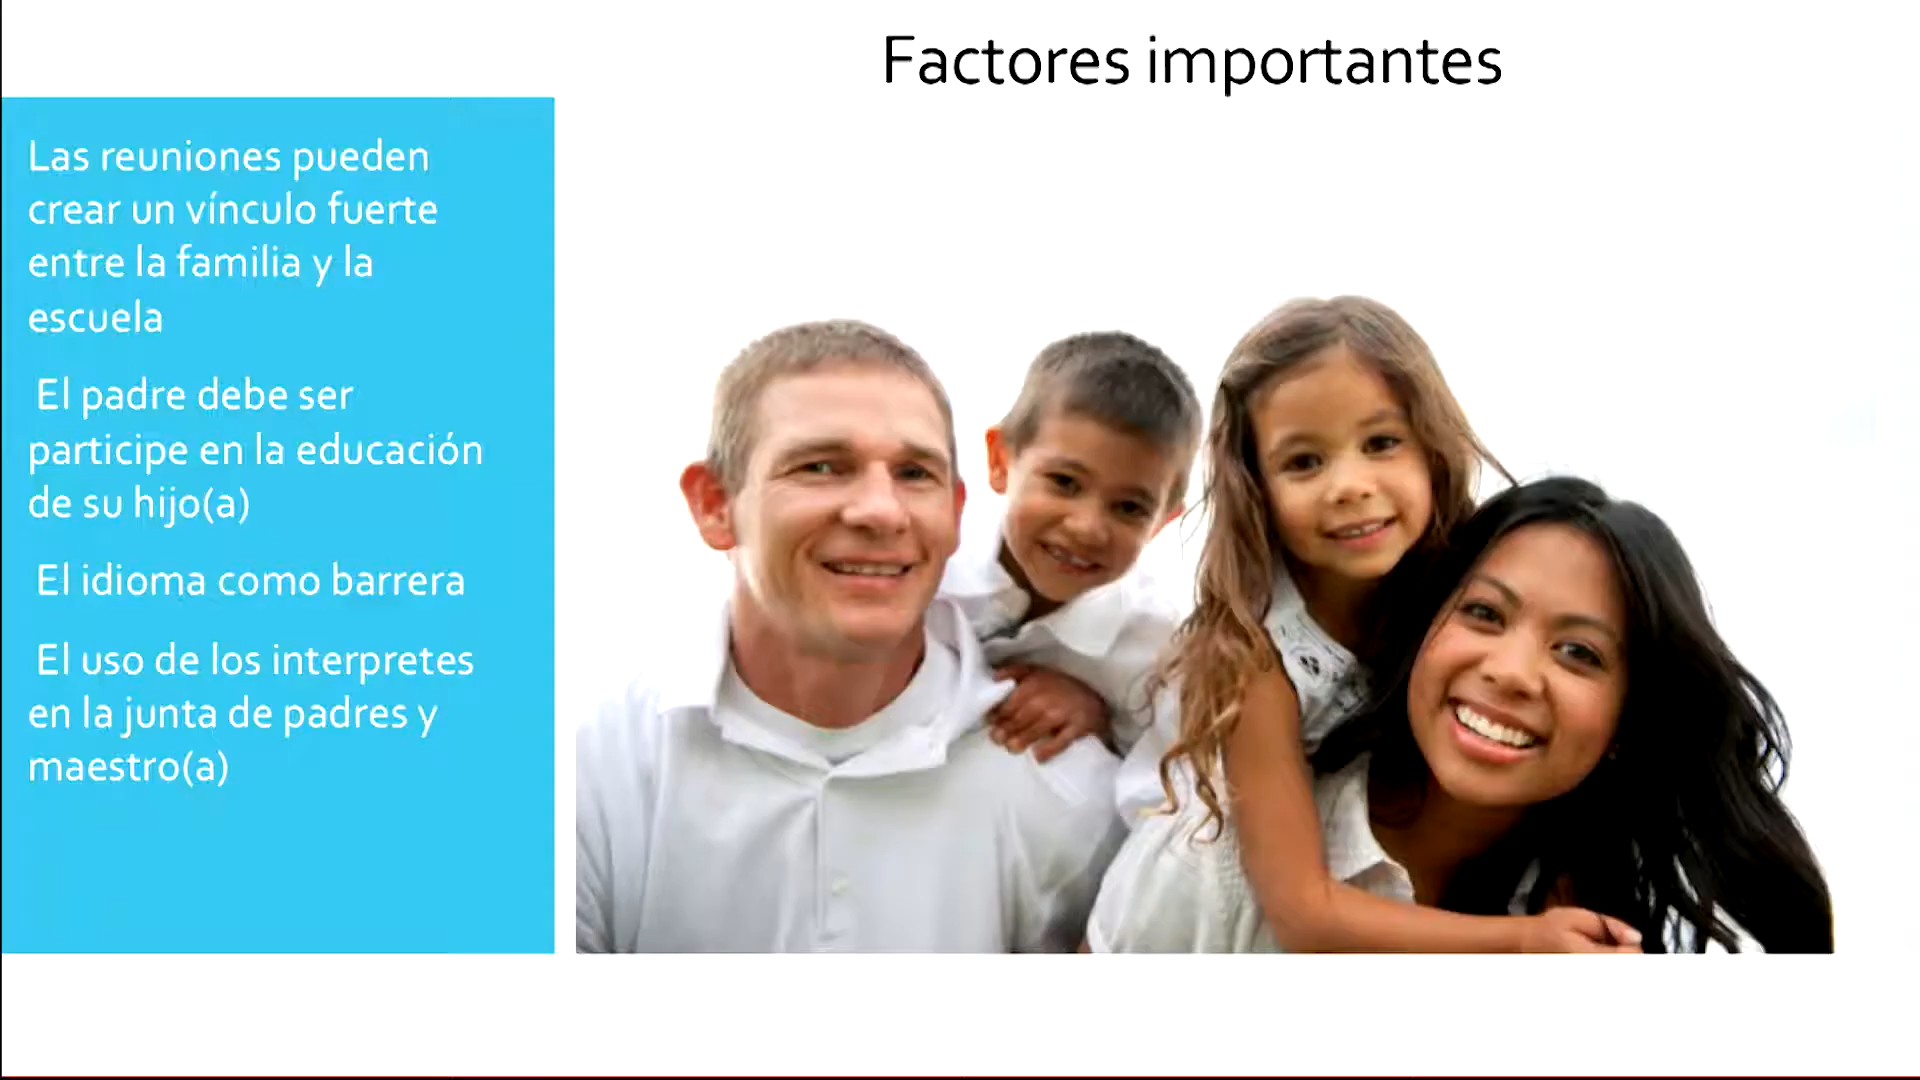 Factores importantes
Las reuniones pueden
crear un vínculo fuerte
entre la familia y la
escuela
El padre debe ser
participe en la educación
de su hijo(a)
El idioma como barrera
El uso de los interpretes
en la junta de padres y
maestro(a)